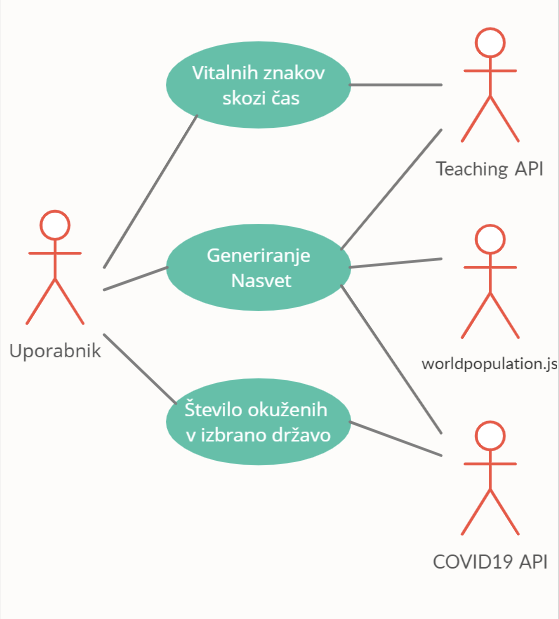 Vitalnih znakov
skozi čas
Teaching API
Generiranje
Nasvet
Uporabnik
worldpopulation.js
Število okuženih
v izbrano državo
COVID19 API